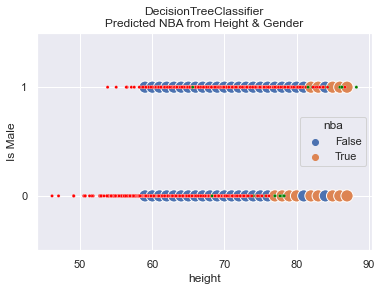 DecisionTreeClassifier
Predicted NBA from Height & Gender
Is Male
1
0
nba
False
True
50
60
70
80
90
height